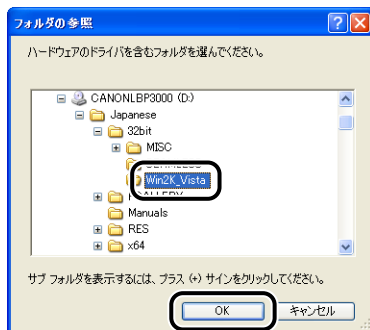 フォルダの参照
ハードウェアのドライバを含むフォルダを選んでください。
CANONLBP3000 (D:)
Japanese
32bit
MISC
Win2K_Vista
Manuals
RES
x64
サブ フォルダを表示するには、プラス (+) サインをクリックしてください。
OK
キャンセル